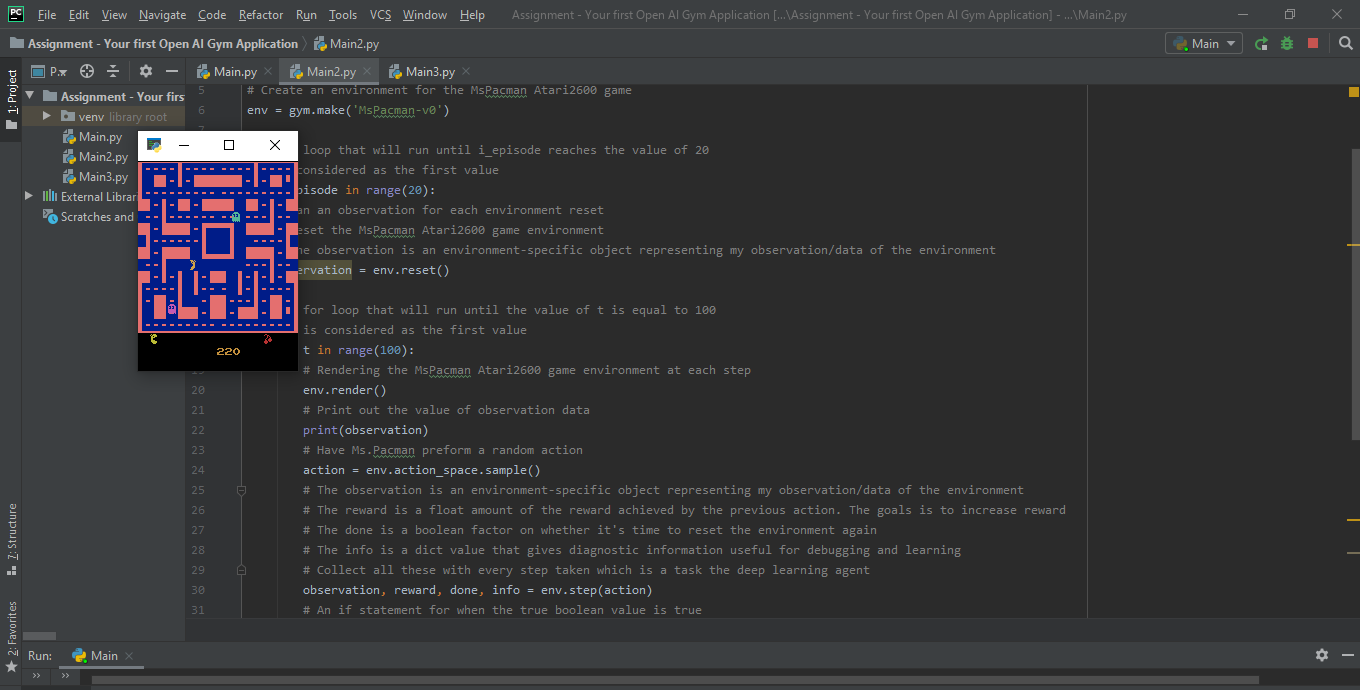 PC File Edit View Navigate Code Refactor Run Tools VCS Window Help Assignment - Your first Open AI Gym Application [...\Assignment - Your first Open AI Gym Application] - ...\Main2.py
Assignment - Your first Open AI Gym Application Main2.py Main
1: Project
P.. Main.py Main2.py Main3.py
Assignment - Your firs
venv library root
Main.py
Main2.py
Main3.py
External Librar
Scratches and
5 # Create an environment for the MsPacman Atari2600 game
6 env = gym.make('MsPacman-v0')
7
loop that will run until i_episode reaches the value of 20
considered as the first value
pisode in range(20):
an an observation for each environment reset
eset the MsPacman Atari2600 game environment
he observation is an environment-specific object representing my observation/data of the environment
ervation = env.reset()
for loop that will run until the value of t is equal to 100
is considered as the first value
t in range(100):
220
19 # Rendering the MsPacman Atari2600 game environment at each step
20 env.render()
21 # Print out the value of observation data
22 print(observation)
23 # Have Ms.Pacman preform a random action
24 action = env.action_space.sample()
25 # The observation is an environment-specific object representing my observation/data of the environment
26 # The reward is a float amount of the reward achieved by the previous action. The goals is to increase reward
27 # The done is a boolean factor on whether it's time to reset the environment again
28 # The info is a dict value that gives diagnostic information useful for debugging and learning
29 # Collect all these with every step taken which is a task the deep learning agent
30 observation, reward, done, info = env.step(action)
31 # An if statement for when the true boolean value is true
7: Structure
2: Favorites
Run: Main